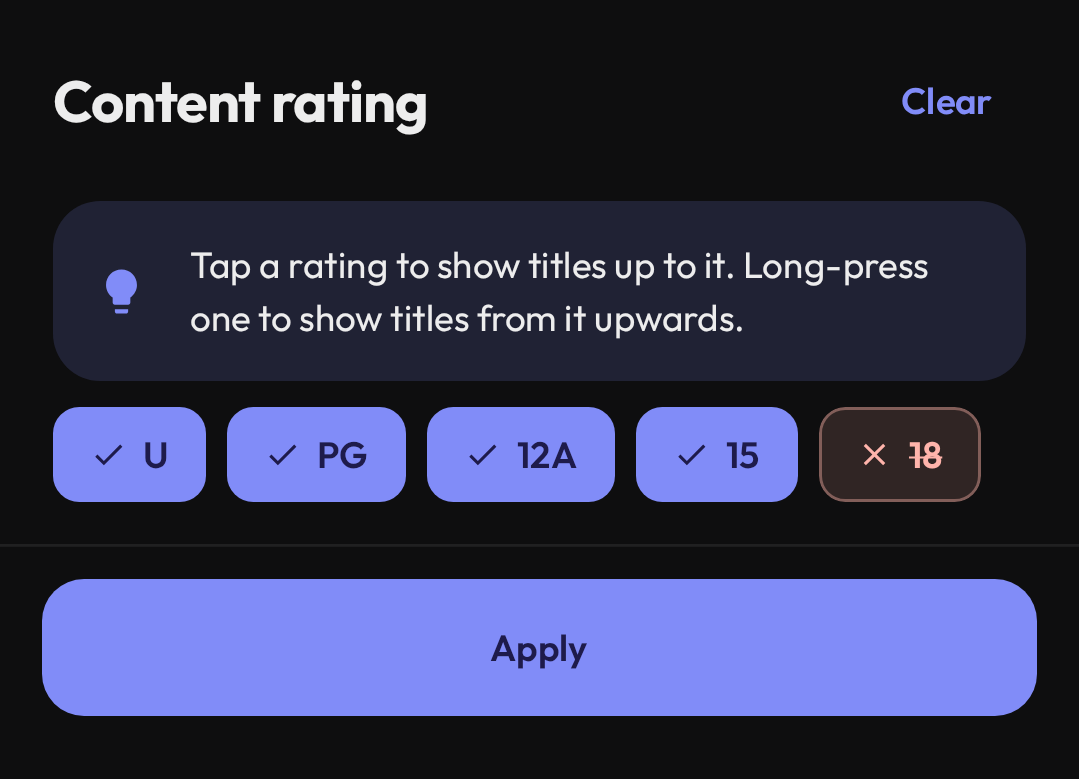 Content rating
Clear
Tap a rating to show titles up to it. Long-press
one to show titles from it upwards.
U PG 12A 15 18
Apply